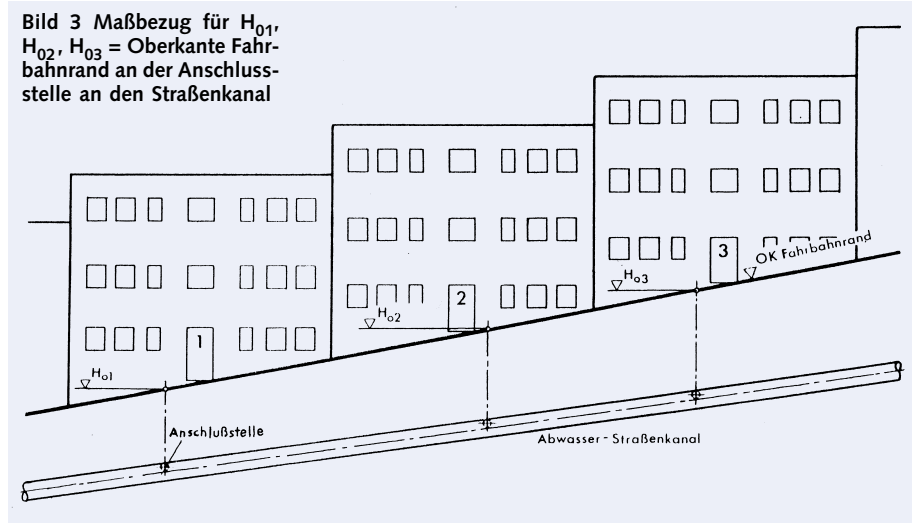 Bild 3 Maßbezug für H01,
H02, H03 = Oberkante Fahr-
bahnrand an der Anschluss-
stelle an den Straßenkanal
3
OK Fahrbahnrand
Ho3
2
Ho2
1
Ho1
Anschlußstelle
Abwasser-Straßenkanal